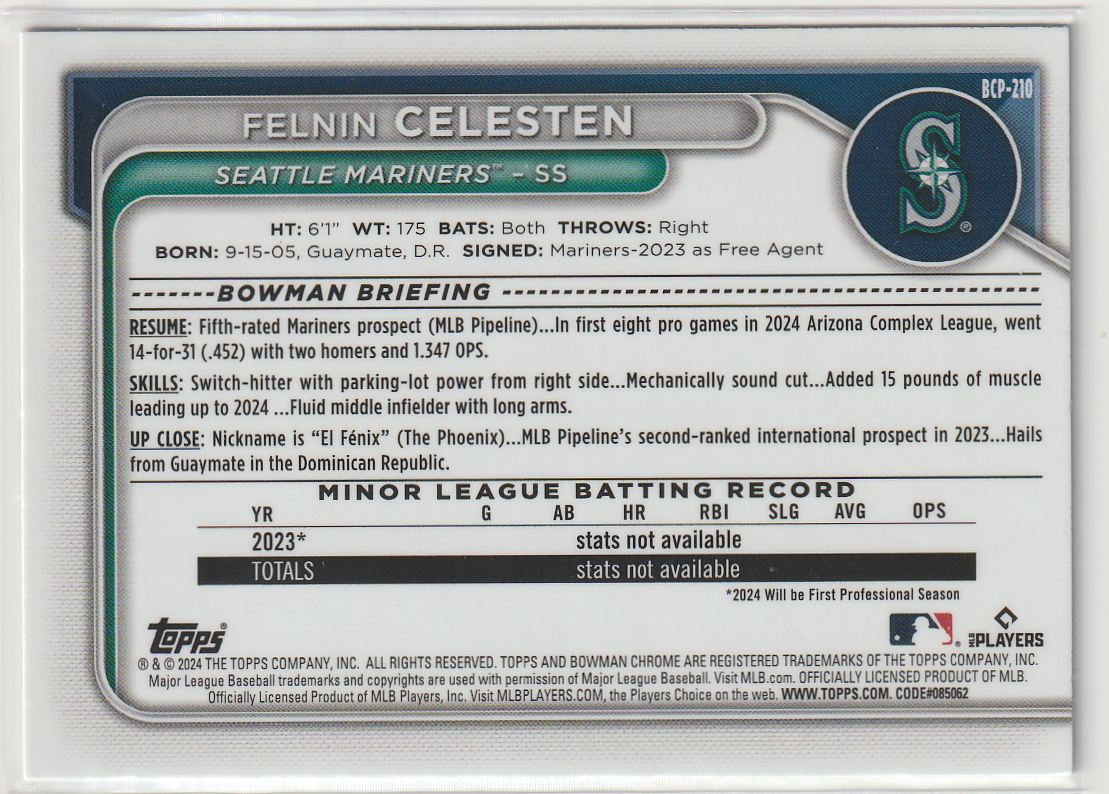 BCP-210
FELNIN CELESTEN
SEATTLE MARINERS™ - SS
S
®
HT: 6'1" WT: 175 BATS: Both THROWS: Right
BORN: 9-15-05, Guaymate, D.R. SIGNED: Mariners-2023 as Free Agent
-------BOWMAN BRIEFING --------------------------------------------
RESUME: Fifth-rated Mariners prospect (MLB Pipeline)...In first eight pro games in 2024 Arizona Complex League, went
14-for-31 (.452) with two homers and 1.347 OPS.
SKILLS: Switch-hitter with parking-lot power from right side...Mechanically sound cut...Added 15 pounds of muscle
leading up to 2024 ...Fluid middle infielder with long arms.
UP CLOSE: Nickname is “El Fénix” (The Phoenix)...MLB Pipeline’s second-ranked international prospect in 2023...Hails
from Guaymate in the Dominican Republic.
MINOR LEAGUE BATTING RECORD
YR G AB HR RBI SLG AVG OPS
2023* stats not available
TOTALS stats not available
*2024 Will be First Professional Season
Topps® ® MLB PLAYERS
® & © 2024 THE TOPPS COMPANY, INC. ALL RIGHTS RESERVED. TOPPS AND BOWMAN CHROME ARE REGISTERED TRADEMARKS OF THE TOPPS COMPANY, INC.
Major League Baseball trademarks and copyrights are used with permission of Major League Baseball. Visit MLB.com. OFFICIALLY LICENSED PRODUCT OF MLB.
Officially Licensed Product of MLB Players, Inc. Visit MLBPLAYERS.COM, the Players Choice on the web. WWW.TOPPS.COM. CODE#085062